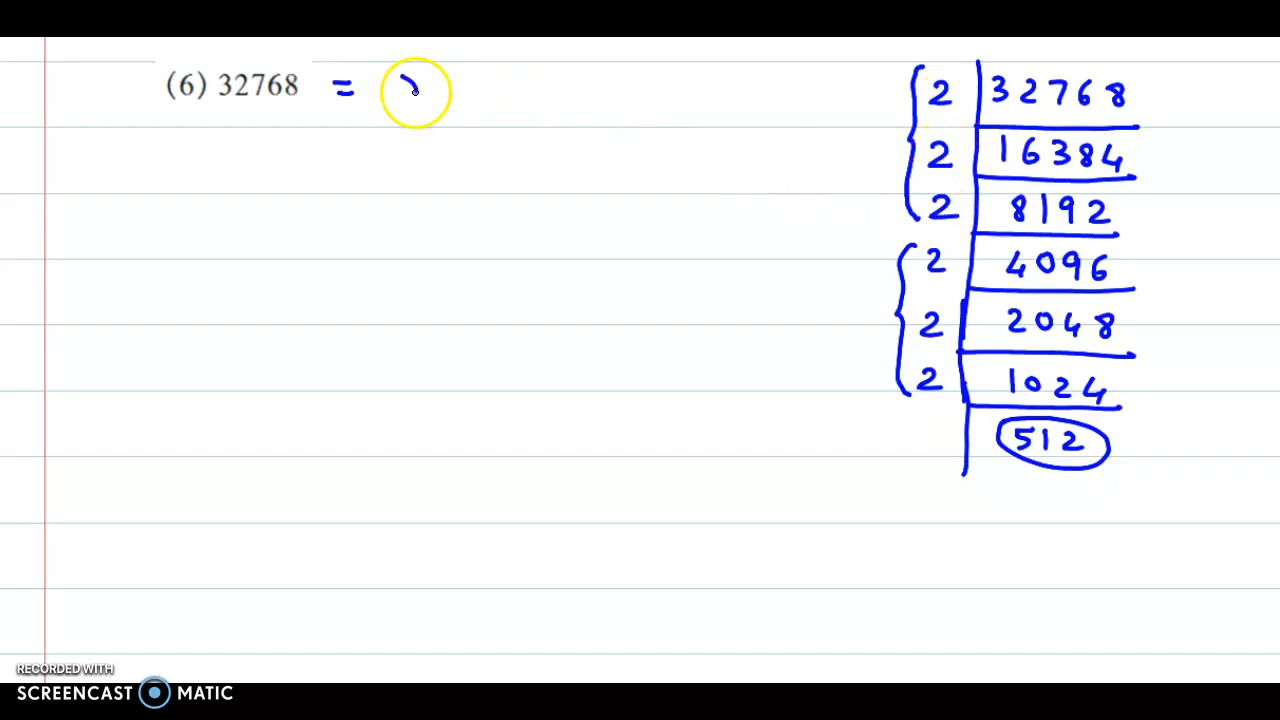 (6) 32768 =
2 32768
2 16384
2 8192
2 4096
2 2048
2 1024
512
RECORDED WITH
SCREENCAST MATIC